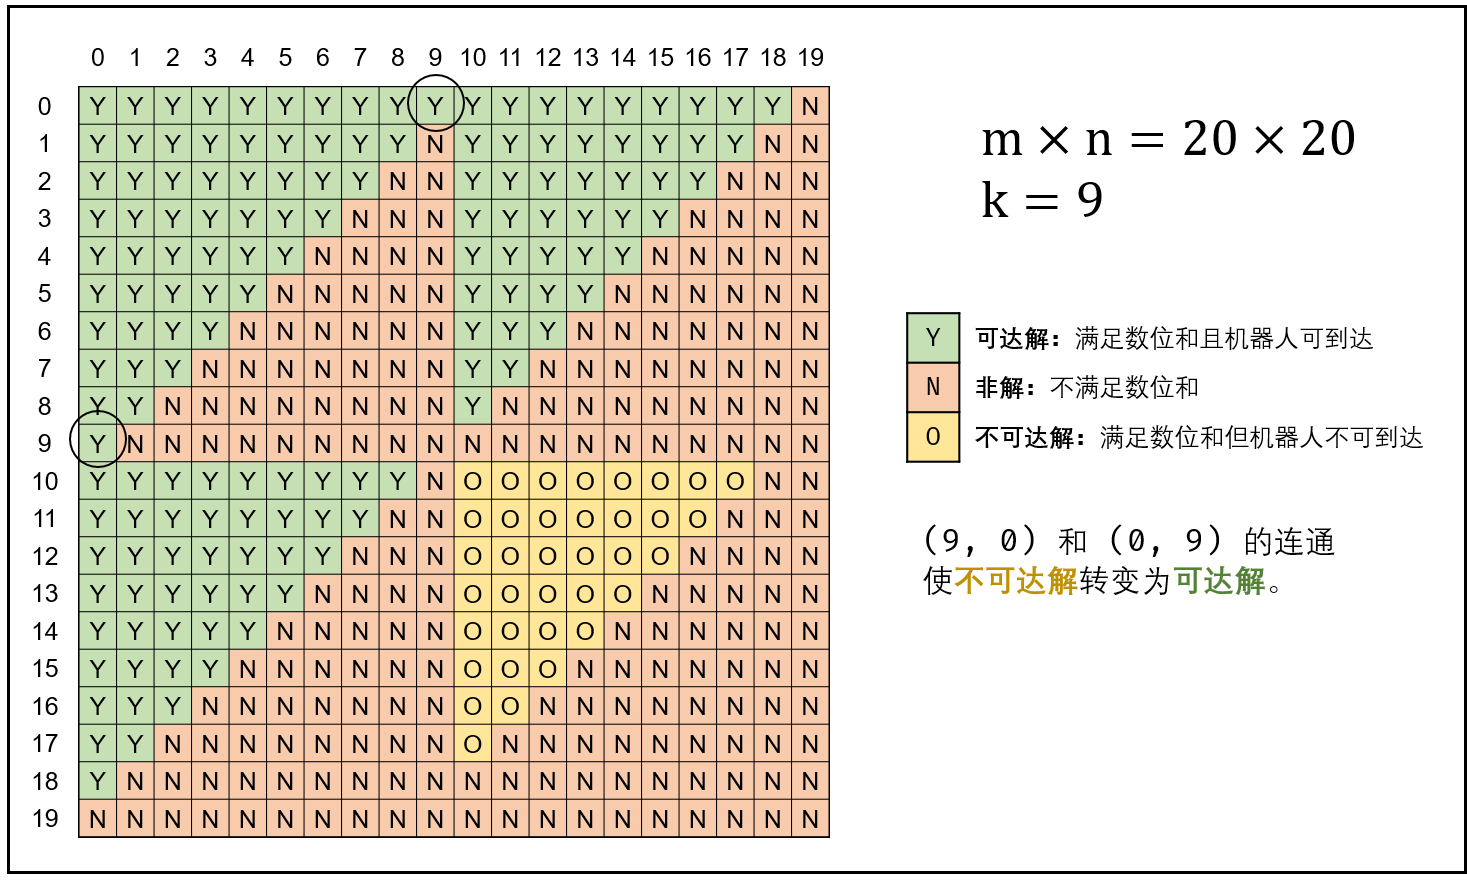 0 1 2 3 4 5 6 7 8 9 10 11 12 13 14 15 16 17 18 19
0 Y Y Y Y Y Y Y Y Y Y Y Y Y Y Y Y Y Y Y N
1 Y Y Y Y Y Y Y Y Y N Y Y Y Y Y Y Y Y N N
2 Y Y Y Y Y Y Y Y N N Y Y Y Y Y Y Y N N N
3 Y Y Y Y Y Y Y N N N Y Y Y Y Y Y N N N N
4 Y Y Y Y Y Y N N N N Y Y Y Y Y N N N N N
5 Y Y Y Y Y N N N N N Y Y Y Y N N N N N N
6 Y Y Y Y N N N N N N Y Y Y N N N N N N N
7 Y Y Y N N N N N N N Y Y N N N N N N N N
8 Y Y N N N N N N N N Y N N N N N N N N N
9 Y N N N N N N N N N N N N N N N N N N N
10 Y Y Y Y Y Y Y Y Y N O O O O O O O O N N
11 Y Y Y Y Y Y Y Y N N O O O O O O O N N N
12 Y Y Y Y Y Y Y N N N O O O O O O N N N N
13 Y Y Y Y Y Y N N N N O O O O O N N N N N
14 Y Y Y Y Y N N N N N O O O O N N N N N N
15 Y Y Y Y N N N N N N O O O N N N N N N N
16 Y Y Y N N N N N N N O O N N N N N N N N
17 Y Y N N N N N N N N O N N N N N N N N N
18 Y N N N N N N N N N N N N N N N N N N N
19 N N N N N N N N N N N N N N N N N N N N
m × n = 20 × 20
k = 9
Y 可达解：满足数位和且机器人可到达
N 非解：不满足数位和
O 不可达解：满足数位和但机器人不可到达
(9, 0) 和 (0, 9) 的连通
使不可达解转变为可达解。